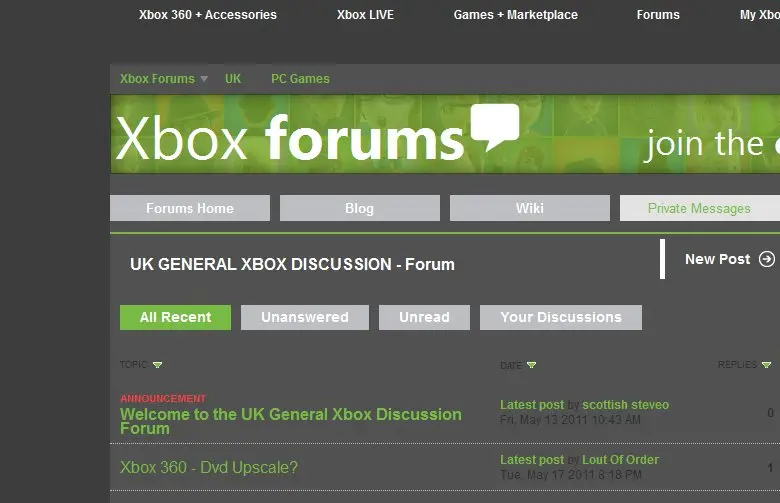 Xbox 360 + Accessories Xbox LIVE Games + Marketplace Forums My Xbo
Xbox Forums UK PC Games
Xbox forums join the
Forums Home Blog Wiki Private Messages
UK GENERAL XBOX DISCUSSION - Forum New Post
All Recent Unanswered Unread Your Discussions
TOPIC DATE REPLIES
ANNOUNCEMENT
Welcome to the UK General Xbox Discussion Latest post by scottish steveo
Forum Fri, May 13 2011 10:43 AM 0
Xbox 360 - Dvd Upscale? Latest post by Lout Of Order
Tue, May 17 2011 8:18 PM 1